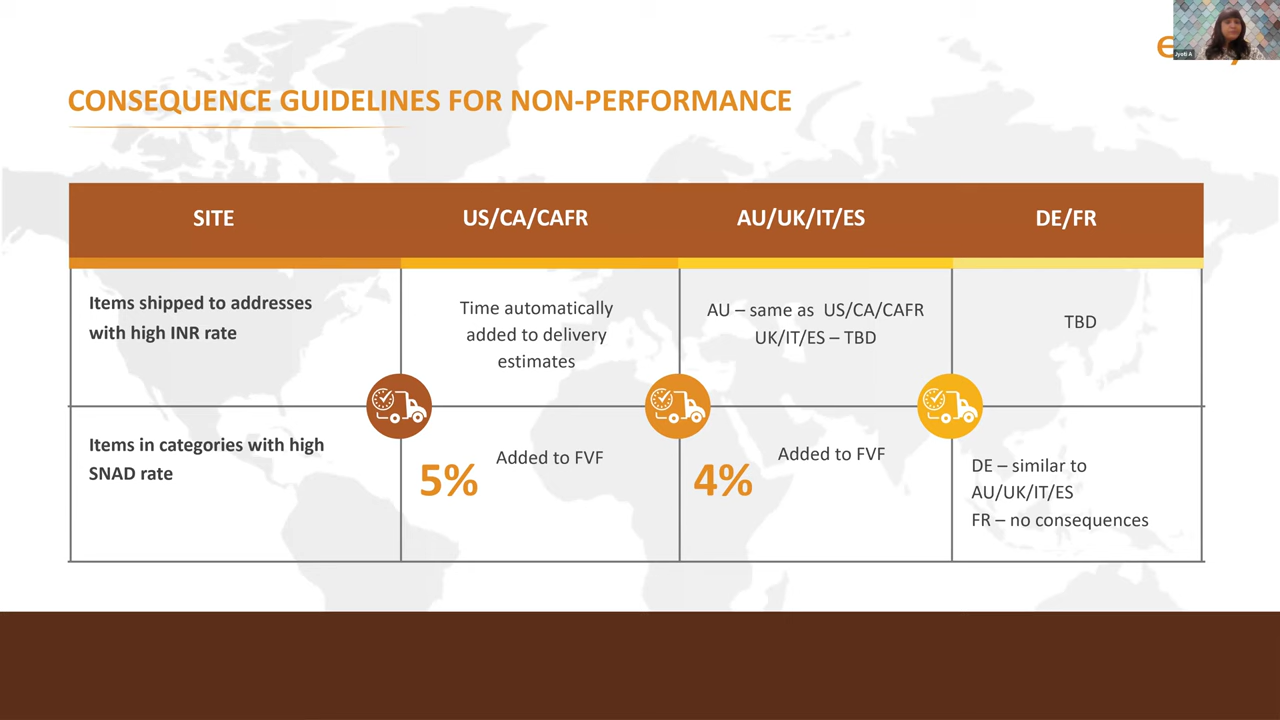 Jyoti A
CONSEQUENCE GUIDELINES FOR NON-PERFORMANCE
SITE
US/CA/CAFR
AU/UK/IT/ES
DE/FR
Items shipped to addresses
with high INR rate
Time automatically
added to delivery
estimates
AU – same as US/CA/CAFR
UK/IT/ES – TBD
TBD
Items in categories with high
SNAD rate
5%
Added to FVF
4%
Added to FVF
DE – similar to
AU/UK/IT/ES
FR – no consequences